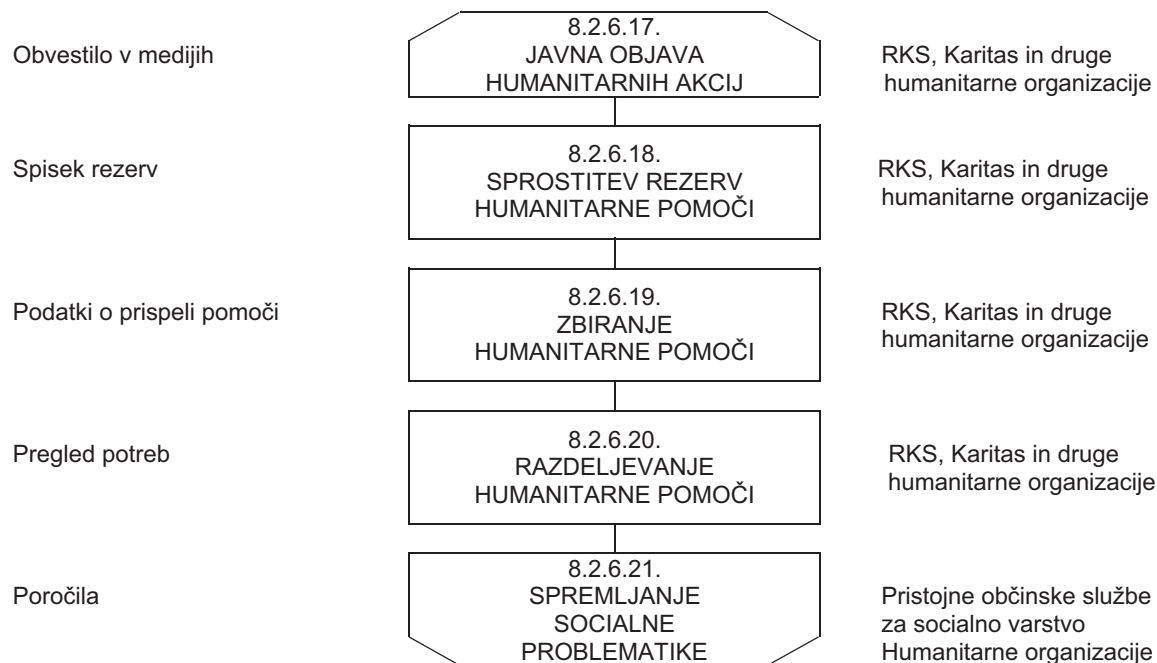 8.2.6.17.
Obvestilo v medijih
JAVNA OBJAVA
HUMANITARNIH AKCIJ
RKS, Karitas in druge
humanitarne organizacije
8.2.6.18.
Spisek rezerv
SPROSTITEV REZERV
HUMANITARNE POMOČI
RKS, Karitas in druge
humanitarne organizacije
8.2.6.19.
Podatki o prispeli pomoči
ZBIRANJE
HUMANITARNE POMOČI
RKS, Karitas in druge
humanitarne organizacije
8.2.6.20.
Pregled potreb
RAZDELJEVANJE
HUMANITARNE POMOČI
RKS, Karitas in druge
humanitarne organizacije
8.2.6.21.
Poročila
SPREMLJANJE
SOCIALNE
PROBLEMATIKE
Pristojne občinske službe
za socialno varstvo
Humanitarne organizacije